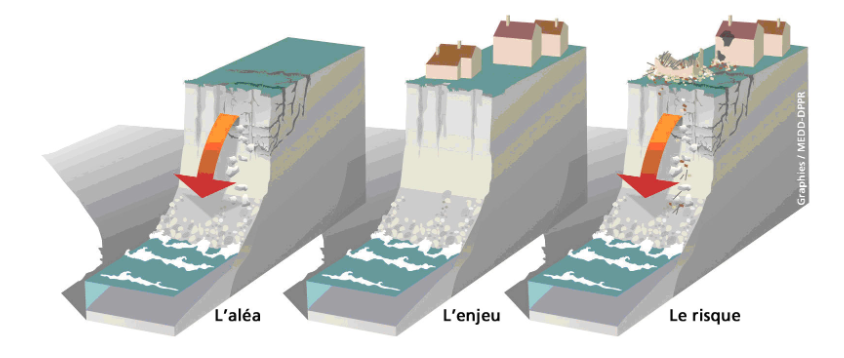 L'aléa
L'enjeu
Le risque
Graphies / MEDD-DPPR